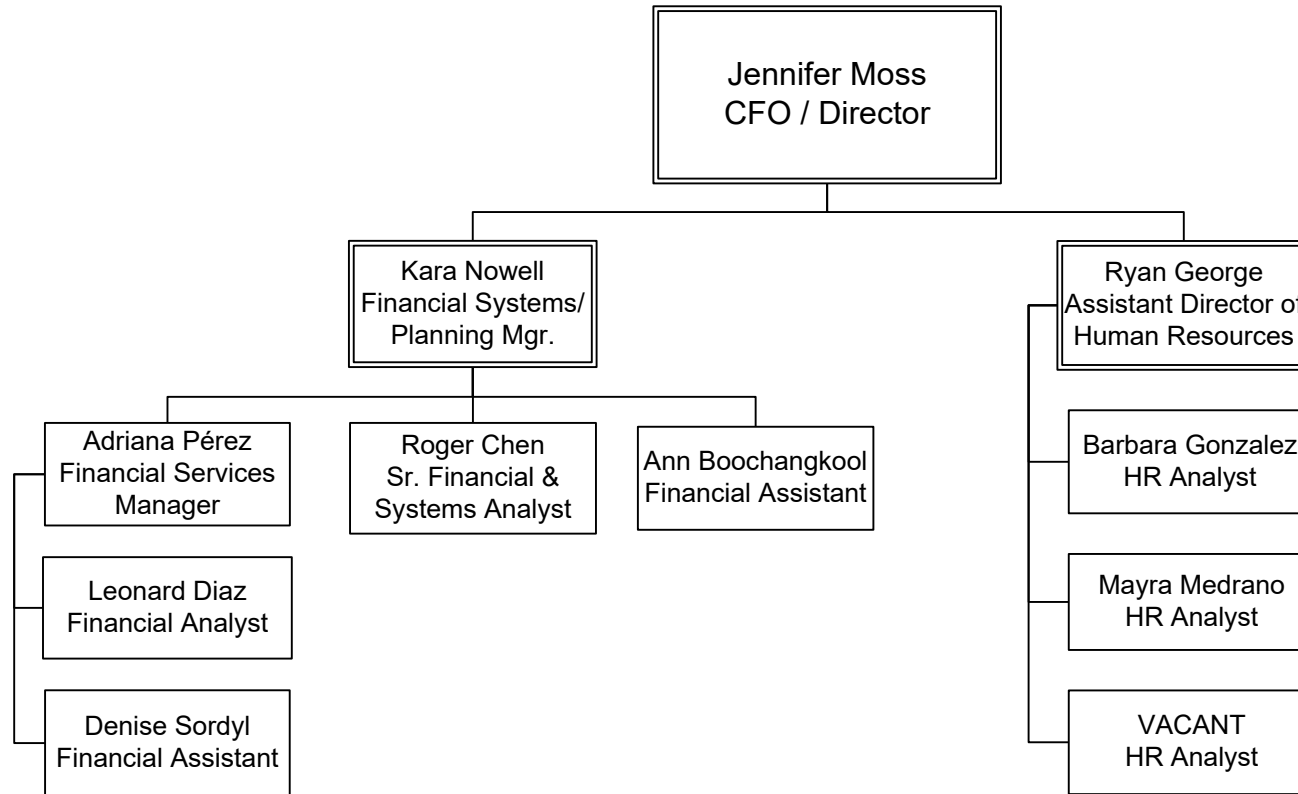 Jennifer Moss
CFO / Director
Kara Nowell
Financial Systems/
Planning Mgr.
Ryan George
Assistant Director of
Human Resources
Adriana Pérez
Financial Services
Manager
Roger Chen
Sr. Financial &
Systems Analyst
Ann Boochangkool
Financial Assistant
Barbara Gonzalez
HR Analyst
Leonard Diaz
Financial Analyst
Mayra Medrano
HR Analyst
Denise Sordyl
Financial Assistant
VACANT
HR Analyst